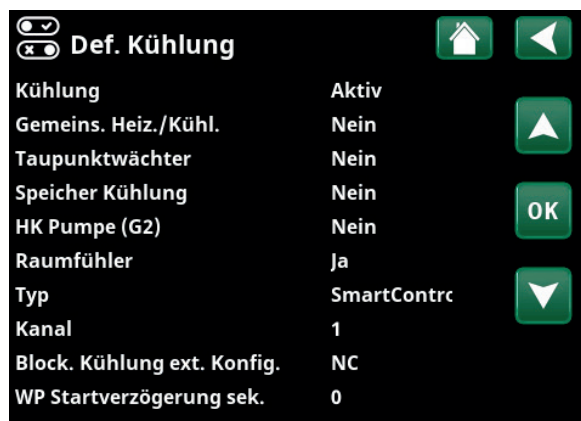 Def. Kühlung
Kühlung Aktiv
Gemeins. Heiz./Kühl. Nein
Taupunktwächter Nein
Speicher Kühlung Nein
HK Pumpe (G2) Nein
OK
Raumfühler Ja
Typ SmartContrc
Kanal 1
Block. Kühlung ext. Konfig. NC
WP Startverzögerung sek. 0